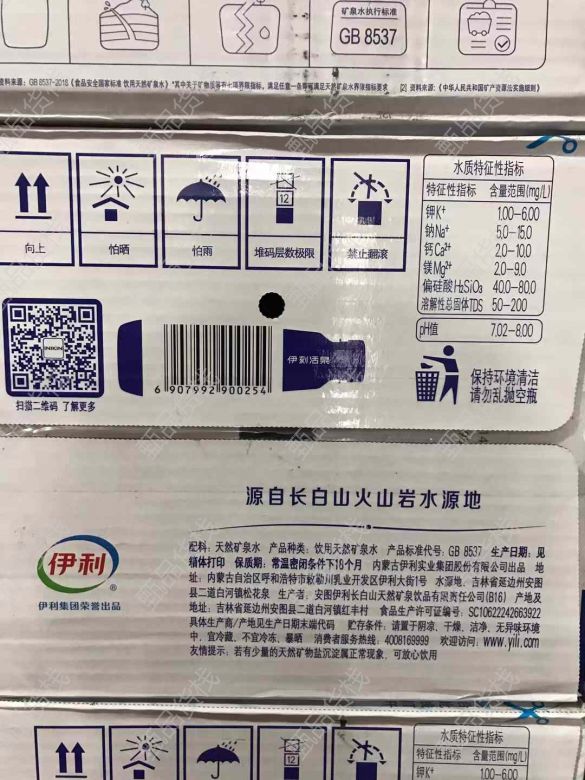 矿泉水执行标准
GB 8537
资料来源：GB 8537-2018《食品安全国家标准 饮用天然矿泉水》
[2] 资料来源：《中华人民共和国矿产资源法实施细则》
向上
怕晒
怕雨
12
堆码层数极限
禁止翻滚
水质特征性指标
特征性指标 含量范围(mg/L)
钾K⁺ 1.00-6.00
钠Na⁺ 5.0-15.0
钙Ca²⁺ 2.0-10.0
镁Mg²⁺ 2.0-9.0
偏硅酸H₂SiO₃ 40.0-80.0
溶解性总固体TDS 50-200
pH值 7.02-8.00
扫描二维码 了解更多
6 907992 900254
伊刻活泉
保持环境清洁
请勿乱抛空瓶
源自长白山火山岩水源地
伊利
®
伊利集团荣誉出品
配料：天然矿泉水 产品种类：饮用天然矿泉水 产品标准代号：GB 8537 生产日期：见
箱体打印 保质期：常温密闭条件下18个月 内蒙古伊利实业集团股份有限公司出品 地
址：内蒙古自治区呼和浩特市敕勒川乳业开发区伊利大街1号 水源地：吉林省延边州安图
县二道白河镇松花泉 生产者：安图伊利长白山天然矿泉饮品有限责任公司(B16) 产地及
地址：吉林省延边州安图县二道白河镇红丰村 食品生产许可证编号：SC10622242663922
具体生产商/产地见生产日期末端代码 贮存条件：请置于阴凉、干燥、洁净、无异味环境
中，宜冷藏、不宜冷冻、暴晒 消费者服务热线：4008169999 欢迎访问：www.yili.com
友情提示：若有少量的天然矿物盐沉淀属正常现象，可放心饮用
水质特征性指标
特征性指标 含量范围(mg/L)
钾K⁺ 1.00-6.00
12